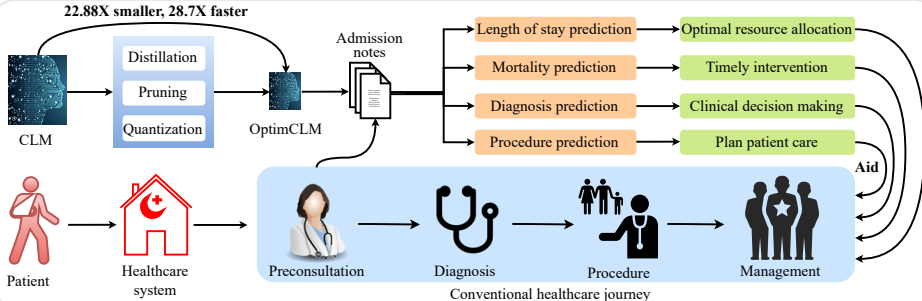 22.88X smaller, 28.7X faster
CLM
Distillation
Pruning
Quantization
OptimCLM
Admission
notes
Length of stay prediction
Optimal resource allocation
Mortality prediction
Timely intervention
Diagnosis prediction
Clinical decision making
Procedure prediction
Plan patient care
Aid
Patient
Healthcare
system
Preconsultation
Diagnosis
Procedure
Management
Conventional healthcare journey